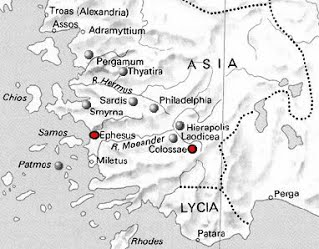 Troas (Alexandria)
Assos
Adramyttium
Pergamum
Thyatira
ASIA
R. Hermus
Chios
Sardis
Philadelphia
Smyrna
Samos
Ephesus
Hierapolis
R. Maeander
Laodicea
Colossae
Miletus
Patmos
LYCIA
Perga
Patara
Rhodes